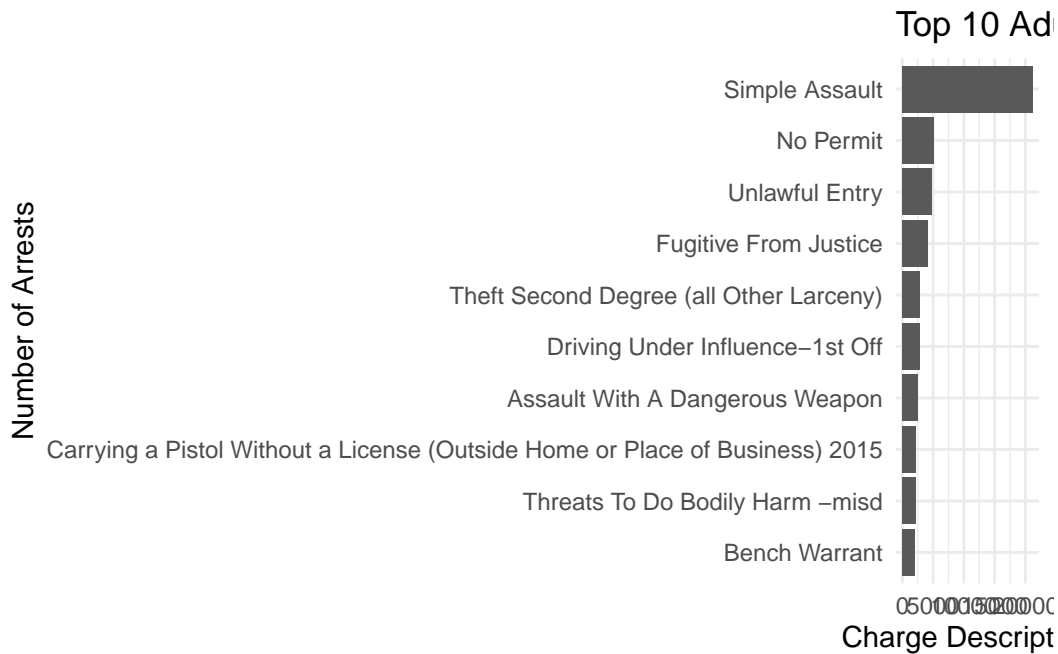 Top 10 Adu
Simple Assault
No Permit
Unlawful Entry
Fugitive From Justice
Theft Second Degree (all Other Larceny)
Driving Under Influence−1st Off
Assault With A Dangerous Weapon
Carrying a Pistol Without a License (Outside Home or Place of Business) 2015
Threats To Do Bodily Harm −misd
Bench Warrant
Number of Arrests
Charge Descript